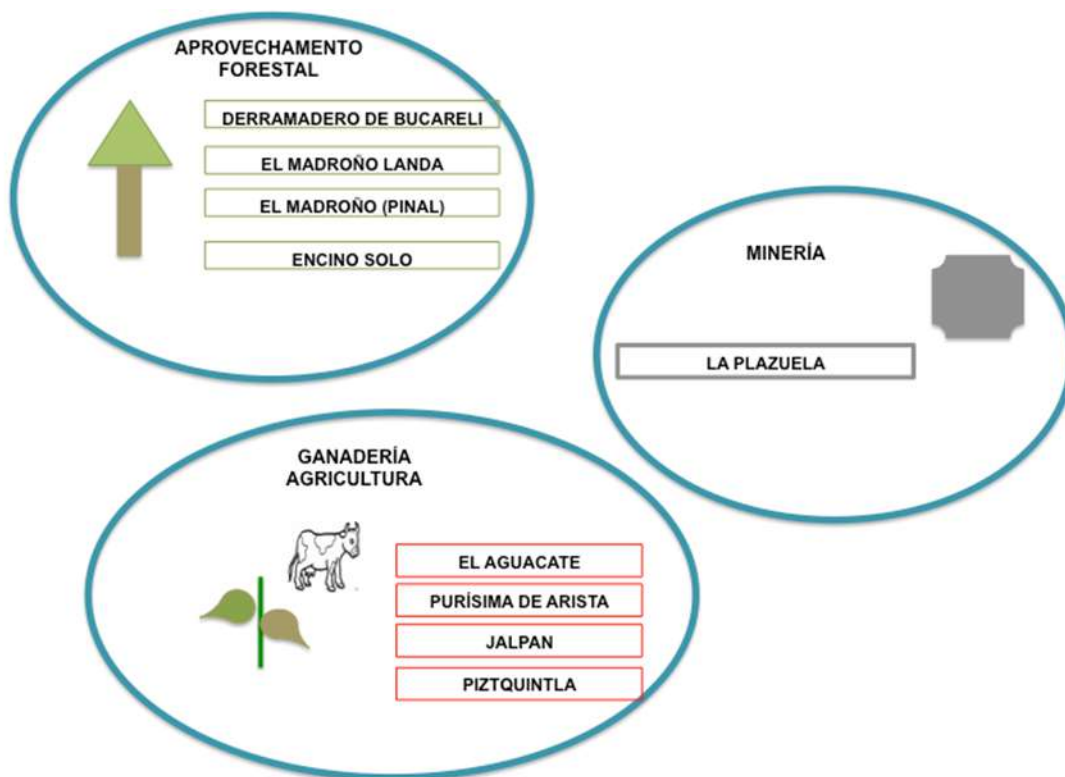 APROVECHAMENTO
FORESTAL
DERRAMADERO DE BUCARELI
EL MADROÑO LANDA
EL MADROÑO (PINAL)
ENCINO SOLO
MINERÍA
LA PLAZUELA
GANADERÍA
AGRICULTURA
EL AGUACATE
PURÍSIMA DE ARISTA
JALPAN
PIZTQUINTLA